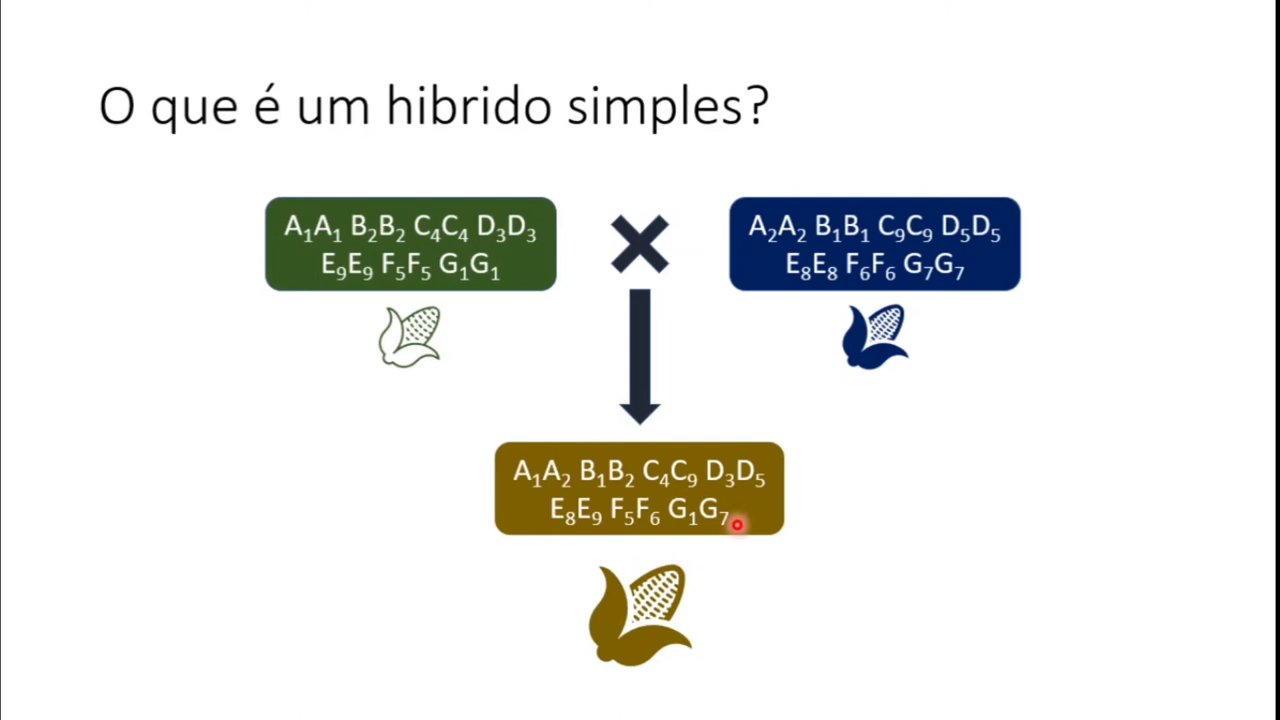 O que é um hibrido simples?
A₁A₁ B₂B₂ C₄C₄ D₃D₃
E₉E₉ F₅F₅ G₁G₁
A₂A₂ B₁B₁ C₉C₉ D₅D₅
E₈E₈ F₆F₆ G₇G₇
A₁A₂ B₁B₂ C₄C₉ D₃D₅
E₈E₉ F₅F₆ G₁G₇